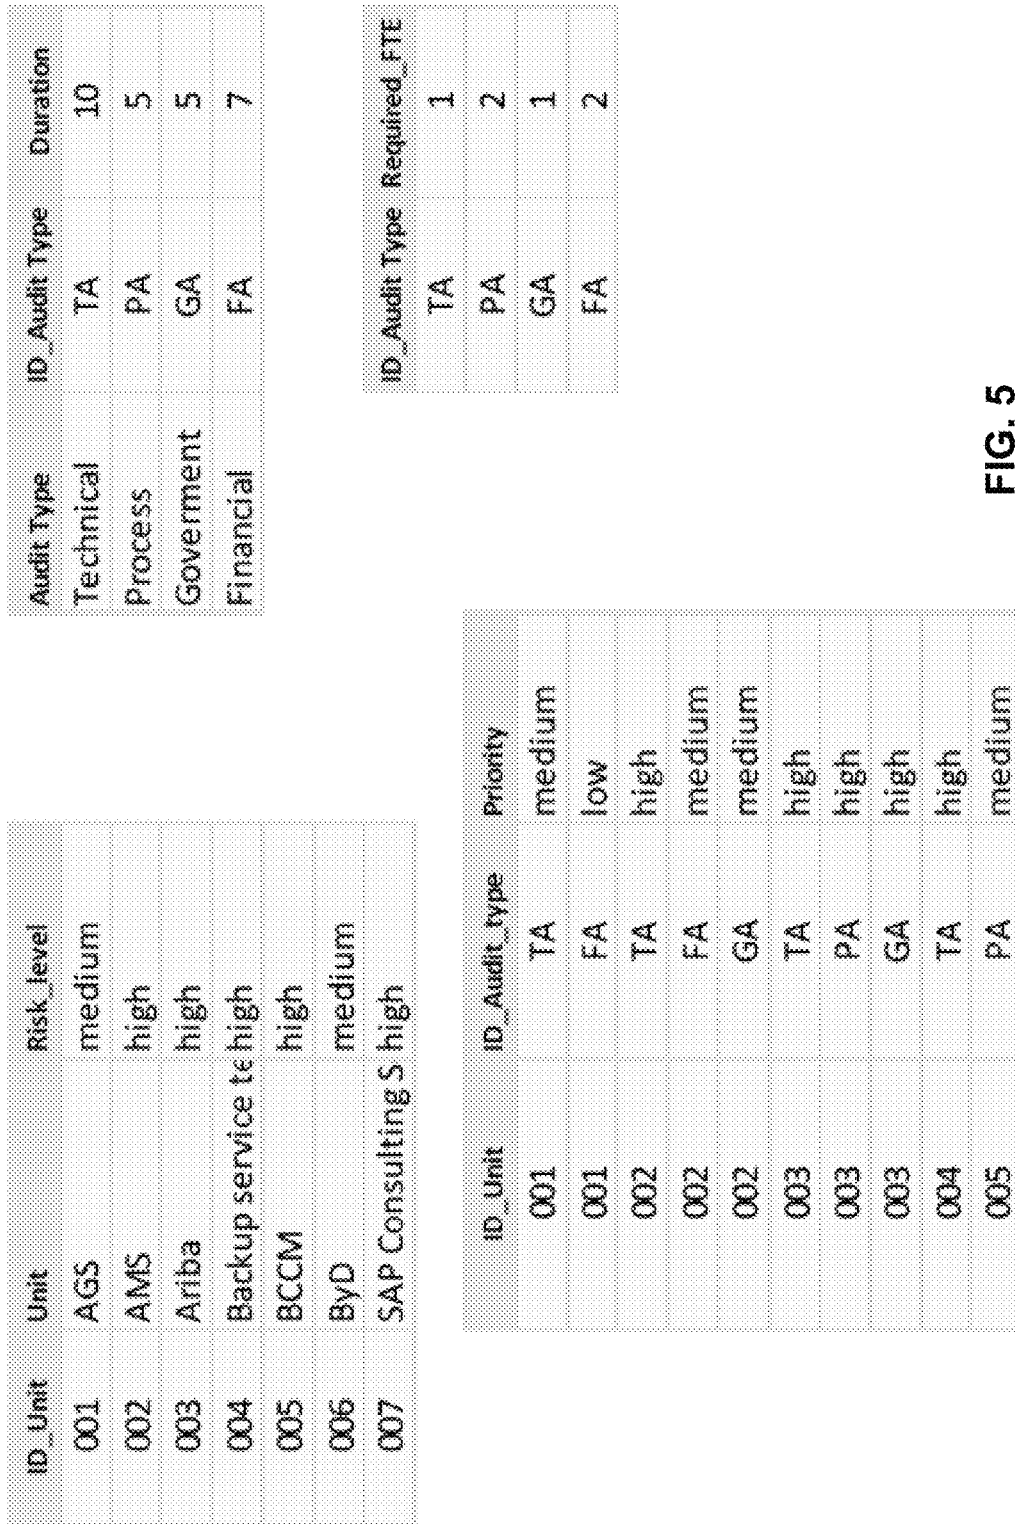 ID_Unit Unit Risk_level
001 AGS medium
002 AMS high
003 Ariba high
004 Backup service te high
005 BCCM high
006 ByD medium
007 SAP Consulting S high
Audit Type ID_Audit Type Duration
Technical TA 10
Process PA 5
Goverment GA 5
Financial FA 7
ID_Unit ID_Audit_type Priority
001 TA medium
001 FA low
002 TA high
002 FA medium
002 GA medium
003 TA high
003 PA high
003 GA high
004 TA high
005 PA medium
ID_Audit Type Required_FTE
TA 1
PA 2
GA 1
FA 2
FIG. 5